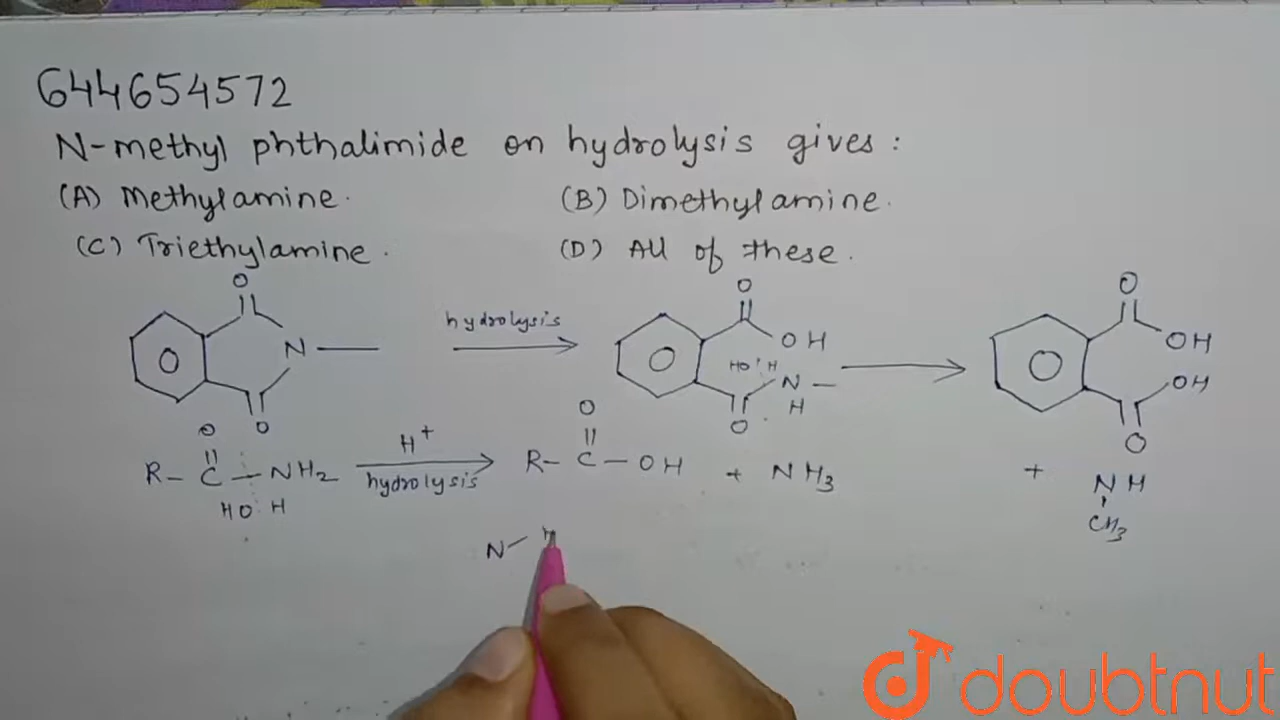 644654572
N-methyl phthalimide on hydrolysis gives :
(A) Methylamine. (B) Dimethylamine.
(C) Triethylamine. (D) All of these.
O O O
hydrolysis
N OH OH
HO H
N OH
H
O O O
O O
R-C-NH2 H+ hydrolysis R-C-OH + NH3 + NH
HO H CH3
N
doubtnut